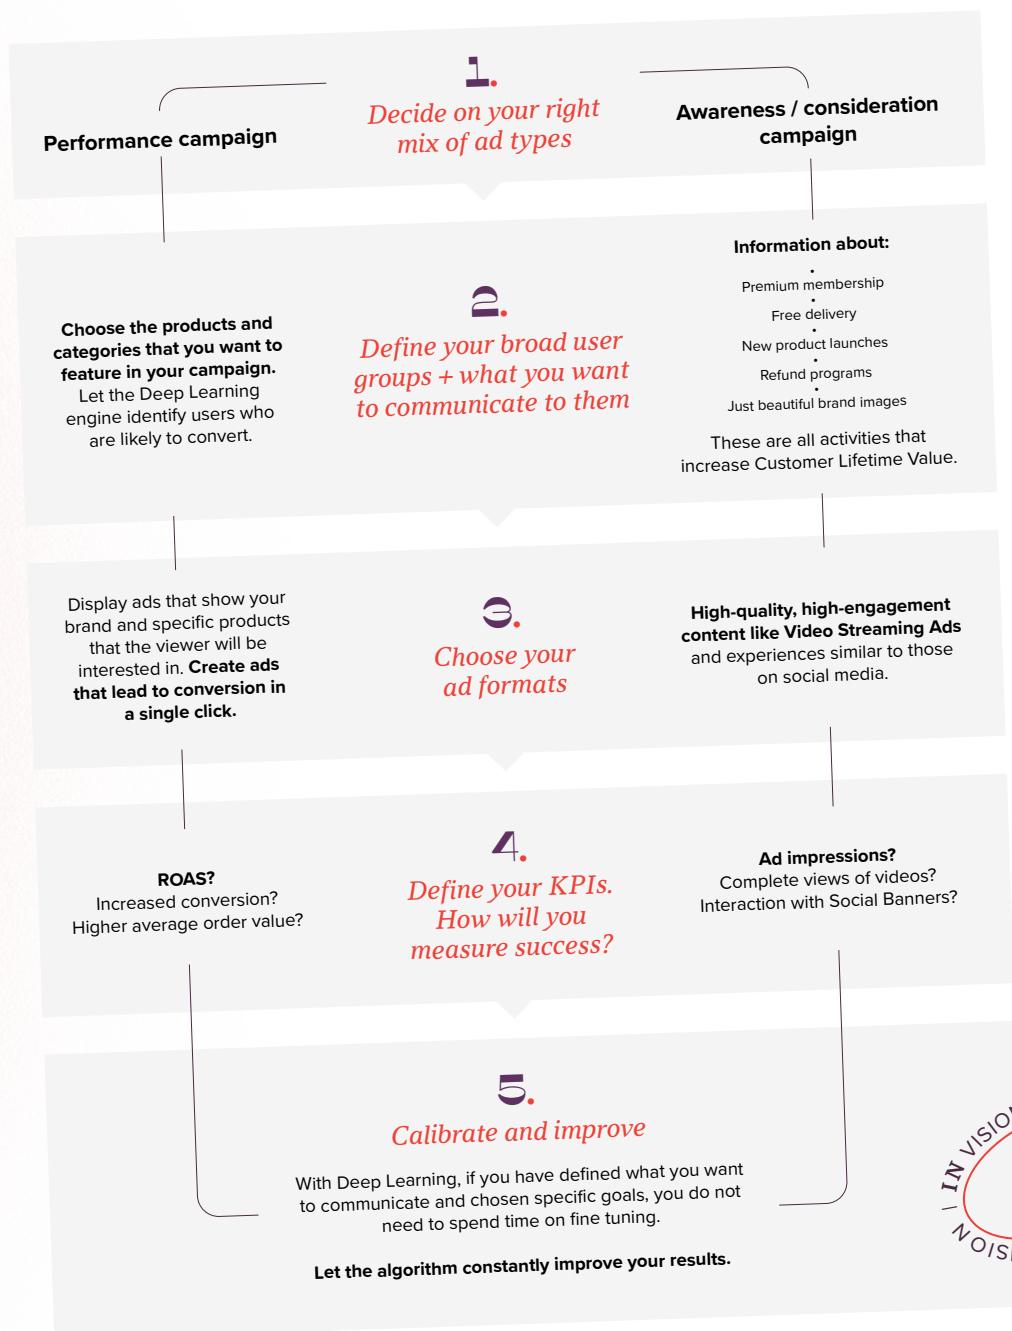 1.
Decide on your right
mix of ad types
Performance campaign
Awareness / consideration
campaign
2.
Define your broad user
groups + what you want
to communicate to them
Choose the products and
categories that you want to
feature in your campaign.
Let the Deep Learning
engine identify users who
are likely to convert.
Information about:
•
Premium membership
•
Free delivery
•
New product launches
•
Refund programs
•
Just beautiful brand images
These are all activities that
increase Customer Lifetime Value.
3.
Choose your
ad formats
Display ads that show your
brand and specific products
that the viewer will be
interested in. Create ads
that lead to conversion in
a single click.
High-quality, high-engagement
content like Video Streaming Ads
and experiences similar to those
on social media.
4.
Define your KPIs.
How will you
measure success?
ROAS?
Increased conversion?
Higher average order value?
Ad impressions?
Complete views of videos?
Interaction with Social Banners?
5.
Calibrate and improve
With Deep Learning, if you have defined what you want
to communicate and chosen specific goals, you do not
need to spend time on fine tuning.
Let the algorithm constantly improve your results.
| IN VISION